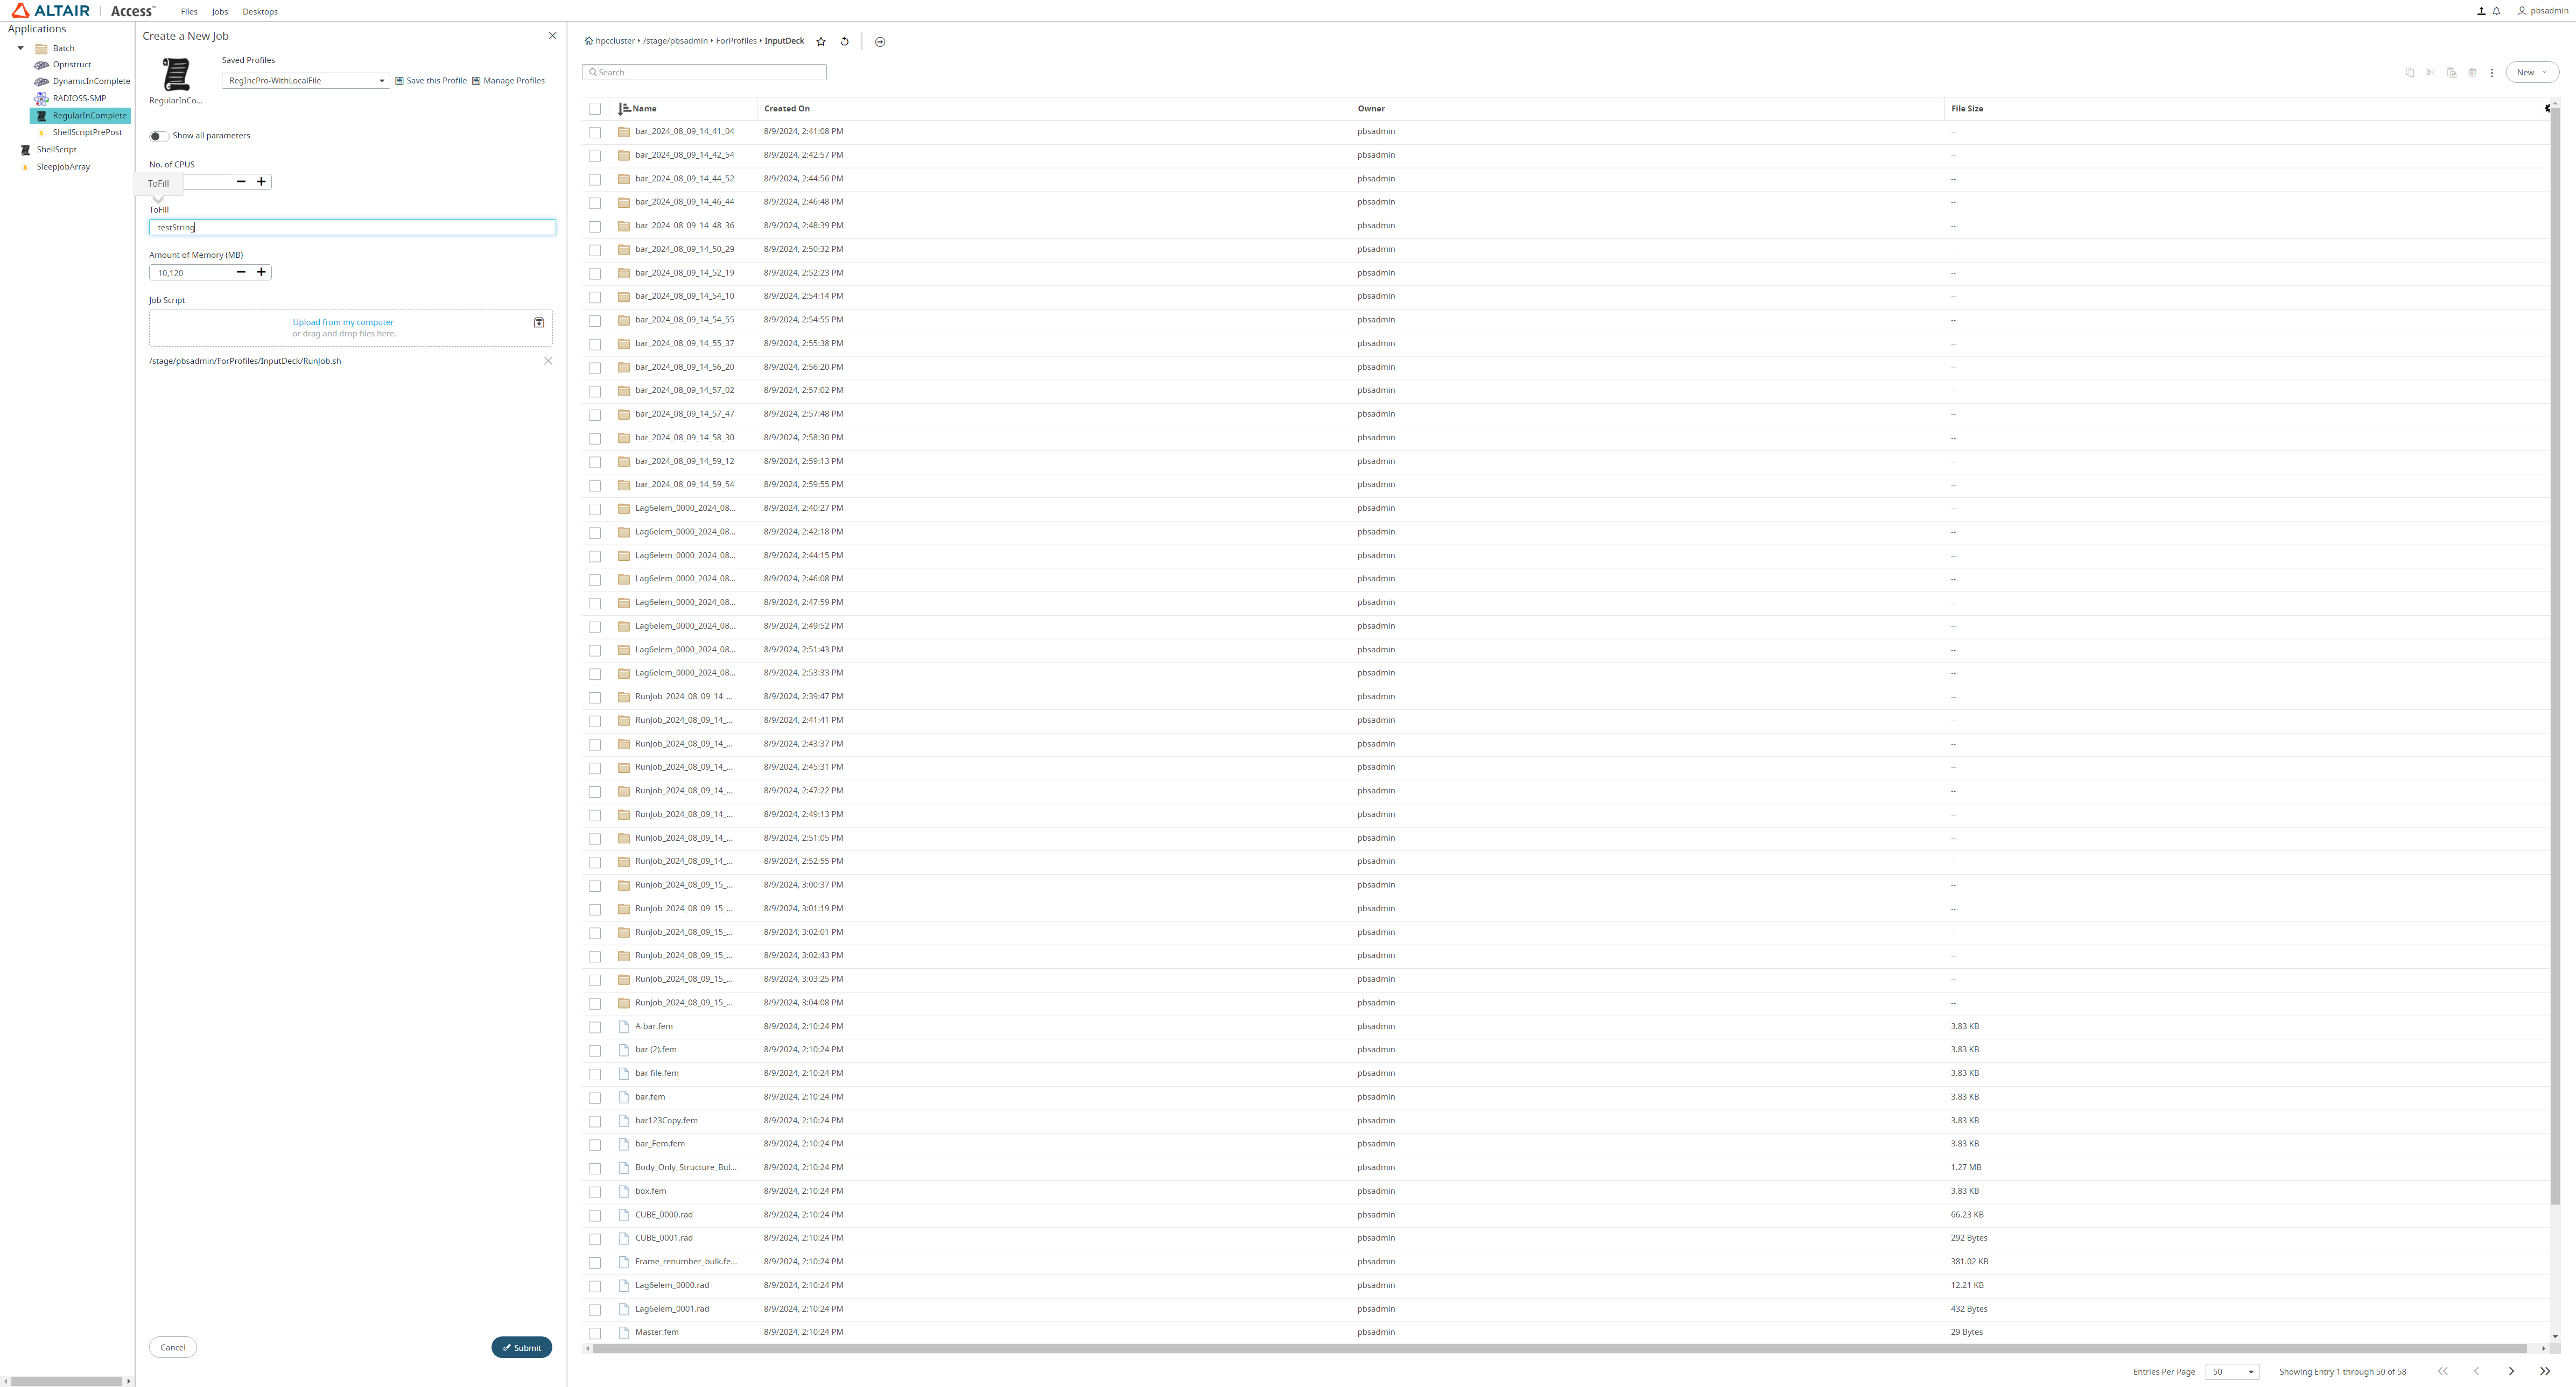 ALTAIR | Access™ Files Jobs Desktops pbsadmin
Applications
Batch
Optistruct
DynamicInComplete
RADIOSS-SMP
RegularInComplete
ShellScriptPrePost
ShellScript
SleepJobArray
Create a New Job
Saved Profiles
RegIncPro-WithLocalFile Save this Profile Manage Profiles
RegularInCo...
Show all parameters
No. of CPUS
ToFill
ToFill
testString
Amount of Memory (MB)
10,120
Job Script
Upload from my computer
or drag and drop files here.
/stage/pbsadmin/ForProfiles/InputDeck/RunJob.sh
Cancel Submit
hpccluster /stage/pbsadmin ForProfiles InputDeck
Search New
Name Created On Owner File Size
bar_2024_08_09_14_41_04 8/9/2024, 2:41:08 PM pbsadmin --
bar_2024_08_09_14_42_54 8/9/2024, 2:42:57 PM pbsadmin --
bar_2024_08_09_14_44_52 8/9/2024, 2:44:56 PM pbsadmin --
bar_2024_08_09_14_46_44 8/9/2024, 2:46:48 PM pbsadmin --
bar_2024_08_09_14_48_36 8/9/2024, 2:48:39 PM pbsadmin --
bar_2024_08_09_14_50_29 8/9/2024, 2:50:32 PM pbsadmin --
bar_2024_08_09_14_52_19 8/9/2024, 2:52:23 PM pbsadmin --
bar_2024_08_09_14_54_10 8/9/2024, 2:54:14 PM pbsadmin --
bar_2024_08_09_14_54_55 8/9/2024, 2:54:55 PM pbsadmin --
bar_2024_08_09_14_55_37 8/9/2024, 2:55:38 PM pbsadmin --
bar_2024_08_09_14_56_20 8/9/2024, 2:56:20 PM pbsadmin --
bar_2024_08_09_14_57_02 8/9/2024, 2:57:02 PM pbsadmin --
bar_2024_08_09_14_57_47 8/9/2024, 2:57:48 PM pbsadmin --
bar_2024_08_09_14_58_30 8/9/2024, 2:58:30 PM pbsadmin --
bar_2024_08_09_14_59_12 8/9/2024, 2:59:13 PM pbsadmin --
bar_2024_08_09_14_59_54 8/9/2024, 2:59:55 PM pbsadmin --
Lag6elem_0000_2024_08... 8/9/2024, 2:40:27 PM pbsadmin --
Lag6elem_0000_2024_08... 8/9/2024, 2:42:18 PM pbsadmin --
Lag6elem_0000_2024_08... 8/9/2024, 2:44:15 PM pbsadmin --
Lag6elem_0000_2024_08... 8/9/2024, 2:46:08 PM pbsadmin --
Lag6elem_0000_2024_08... 8/9/2024, 2:47:59 PM pbsadmin --
Lag6elem_0000_2024_08... 8/9/2024, 2:49:52 PM pbsadmin --
Lag6elem_0000_2024_08... 8/9/2024, 2:51:43 PM pbsadmin --
Lag6elem_0000_2024_08... 8/9/2024, 2:53:33 PM pbsadmin --
RunJob_2024_08_09_14_... 8/9/2024, 2:39:47 PM pbsadmin --
RunJob_2024_08_09_14_... 8/9/2024, 2:41:41 PM pbsadmin --
RunJob_2024_08_09_14_... 8/9/2024, 2:43:37 PM pbsadmin --
RunJob_2024_08_09_14_... 8/9/2024, 2:45:31 PM pbsadmin --
RunJob_2024_08_09_14_... 8/9/2024, 2:47:22 PM pbsadmin --
RunJob_2024_08_09_14_... 8/9/2024, 2:49:13 PM pbsadmin --
RunJob_2024_08_09_14_... 8/9/2024, 2:51:05 PM pbsadmin --
RunJob_2024_08_09_14_... 8/9/2024, 2:52:55 PM pbsadmin --
RunJob_2024_08_09_15_... 8/9/2024, 3:00:37 PM pbsadmin --
RunJob_2024_08_09_15_... 8/9/2024, 3:01:19 PM pbsadmin --
RunJob_2024_08_09_15_... 8/9/2024, 3:02:01 PM pbsadmin --
RunJob_2024_08_09_15_... 8/9/2024, 3:02:43 PM pbsadmin --
RunJob_2024_08_09_15_... 8/9/2024, 3:03:25 PM pbsadmin --
RunJob_2024_08_09_15_... 8/9/2024, 3:04:08 PM pbsadmin --
A-bar.fem 8/9/2024, 2:10:24 PM pbsadmin 3.83 KB
bar (2).fem 8/9/2024, 2:10:24 PM pbsadmin 3.83 KB
bar file.fem 8/9/2024, 2:10:24 PM pbsadmin 3.83 KB
bar.fem 8/9/2024, 2:10:24 PM pbsadmin 3.83 KB
bar123Copy.fem 8/9/2024, 2:10:24 PM pbsadmin 3.83 KB
bar_Fem.fem 8/9/2024, 2:10:24 PM pbsadmin 3.83 KB
Body_Only_Structure_Bul... 8/9/2024, 2:10:24 PM pbsadmin 1.27 MB
box.fem 8/9/2024, 2:10:24 PM pbsadmin 3.83 KB
CUBE_0000.rad 8/9/2024, 2:10:24 PM pbsadmin 66.23 KB
CUBE_0001.rad 8/9/2024, 2:10:24 PM pbsadmin 292 Bytes
Frame_renumber_bulk.fe... 8/9/2024, 2:10:24 PM pbsadmin 381.02 KB
Lag6elem_0000.rad 8/9/2024, 2:10:24 PM pbsadmin 12.21 KB
Lag6elem_0001.rad 8/9/2024, 2:10:24 PM pbsadmin 432 Bytes
Master.fem 8/9/2024, 2:10:24 PM pbsadmin 29 Bytes
Entries Per Page 50 Showing Entry 1 through 50 of 58